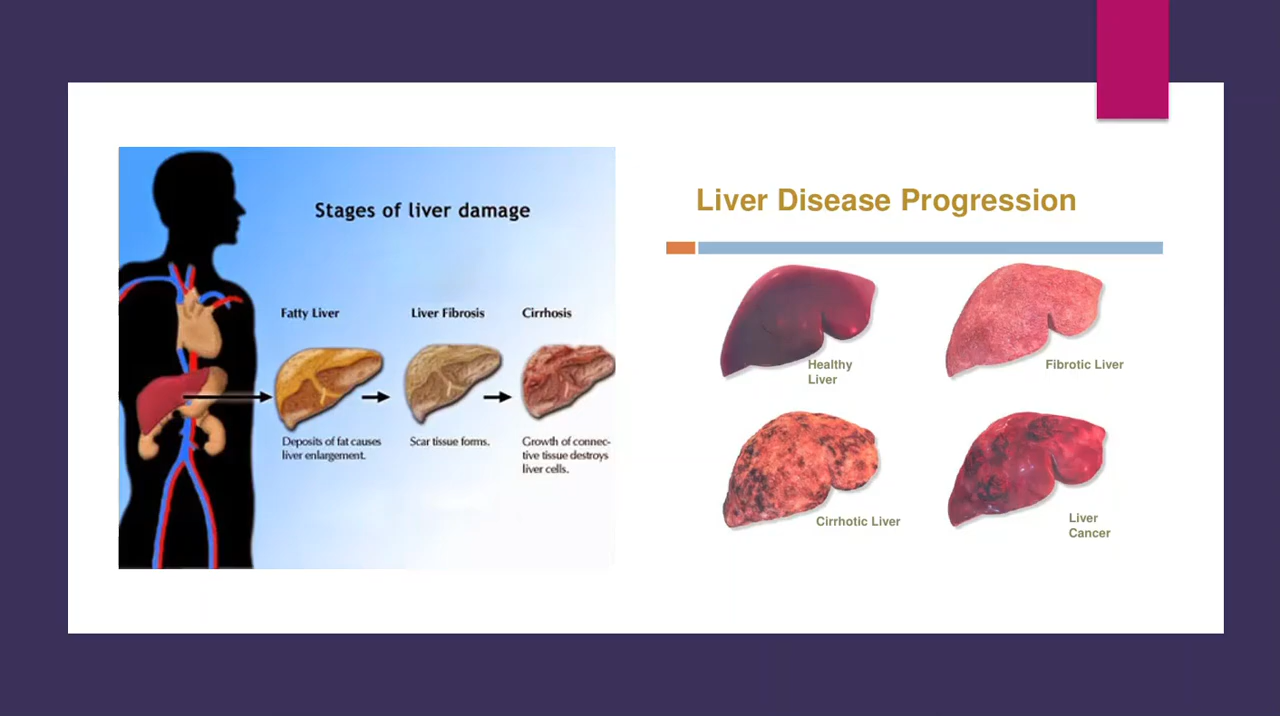 Stages of liver damage
Fatty Liver
Liver Fibrosis
Cirrhosis
Deposits of fat causes
liver enlargement.
Scar tissue forms.
Growth of connec-
tive tissue destroys
liver cells.
Liver Disease Progression
Healthy
Liver
Fibrotic Liver
Cirrhotic Liver
Liver
Cancer